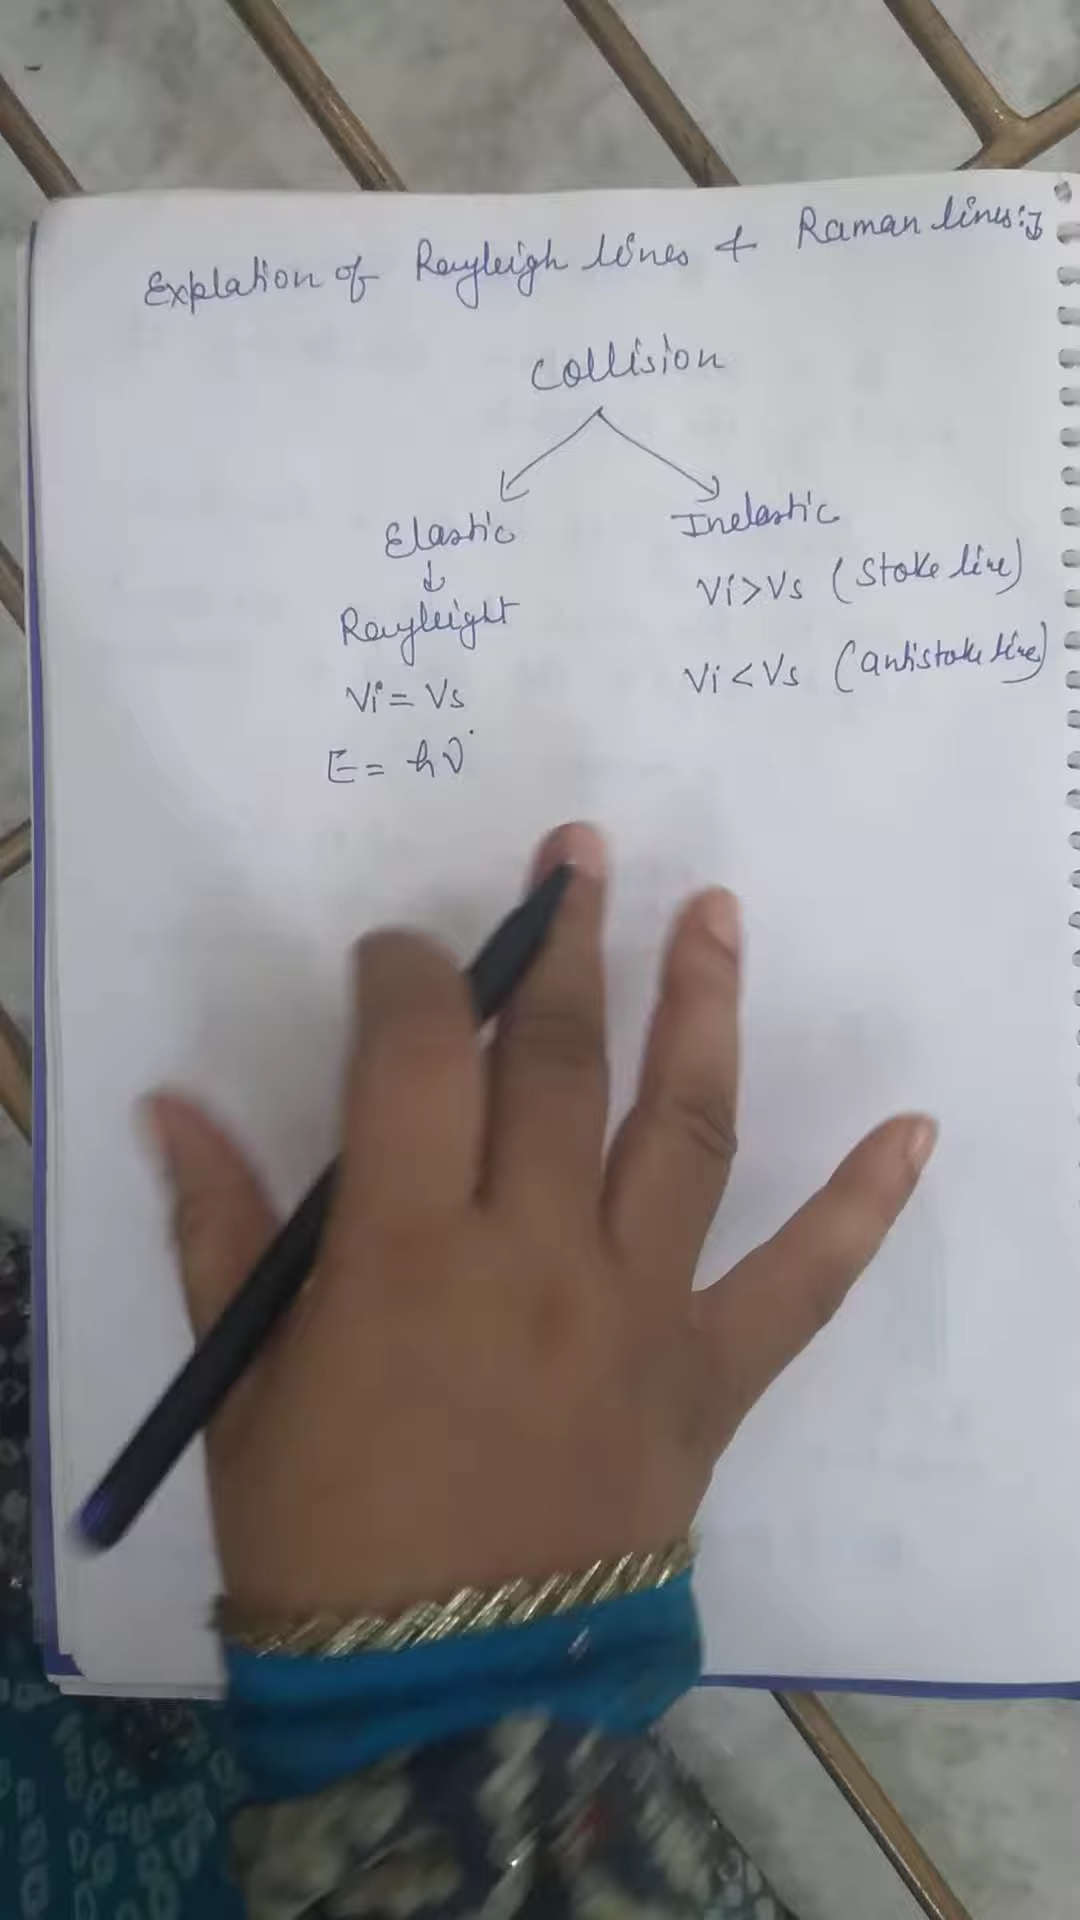 Explation of Rayleigh lines & Raman lines:→
Collision
Elastic
Inelastic
↓
Rayleight
Vi = Vs
E = hν
Vi > Vs (Stoke line)
Vi < Vs (antistoke line)